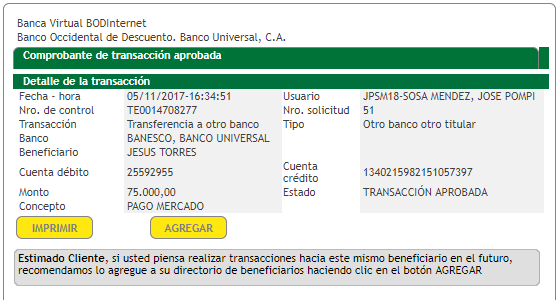 Banca Virtual BODInternet
Banco Occidental de Descuento. Banco Universal, C.A.
Comprobante de transacción aprobada
Detalle de la transacción
Fecha - hora 05/11/2017-16:34:51 Usuario JPSM18-SOSA MENDEZ, JOSE POMPI
Nro. de control TE0014708277 Nro. solicitud 51
Transacción Transferencia a otro banco Tipo Otro banco otro titular
Banco BANESCO, BANCO UNIVERSAL
Beneficiario JESUS TORRES
Cuenta débito 25592955 Cuenta crédito 1340215982151057397
Monto 75.000,00 Estado TRANSACCIÓN APROBADA
Concepto PAGO MERCADO
IMPRIMIR AGREGAR
Estimado Cliente, si usted piensa realizar transacciones hacia este mismo beneficiario en el futuro,
recomendamos lo agregue a su directorio de beneficiarios haciendo clic en el botón AGREGAR